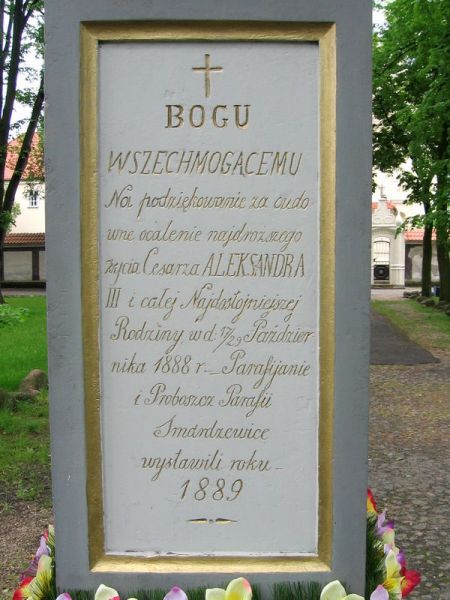 BOGU
WSZECHMOGĄCEMU
Na podziękowanie za cudo
wne ocalenie najdroższego
życia Cesarza ALEKSANDRA
III i całej Najdostojniejszej
Rodziny w d. 17/29 Paździer-
nika 1888 r – Parafijanie
i Proboszcz Parafii
Smardzewice
wystawili roku –
1889